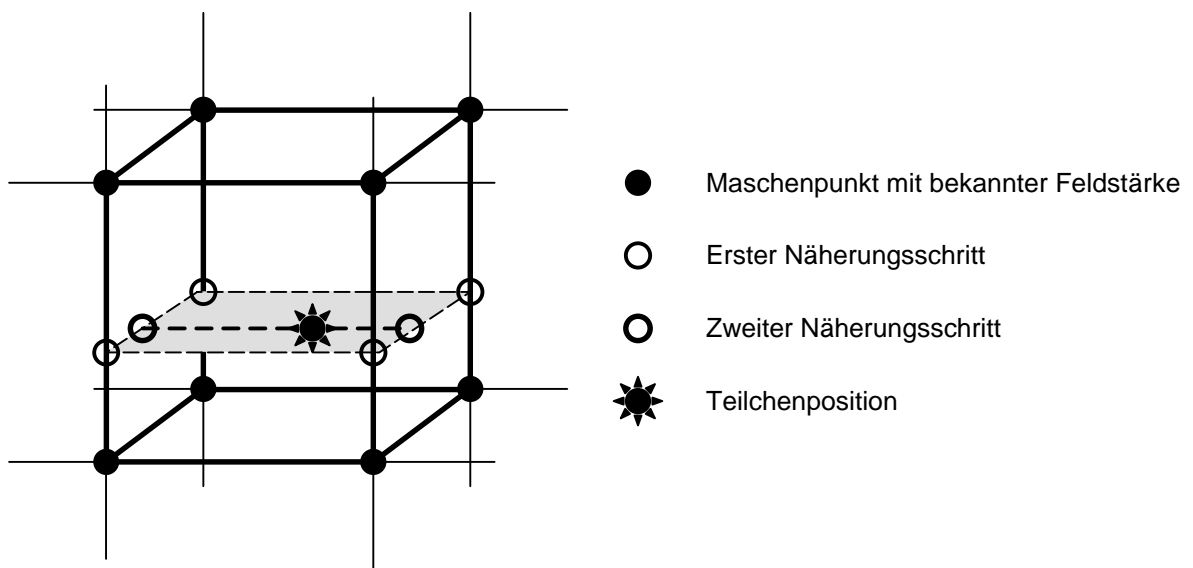 Maschenpunkt mit bekannter Feldstärke
Erster Näherungsschritt
Zweiter Näherungsschritt
Teilchenposition